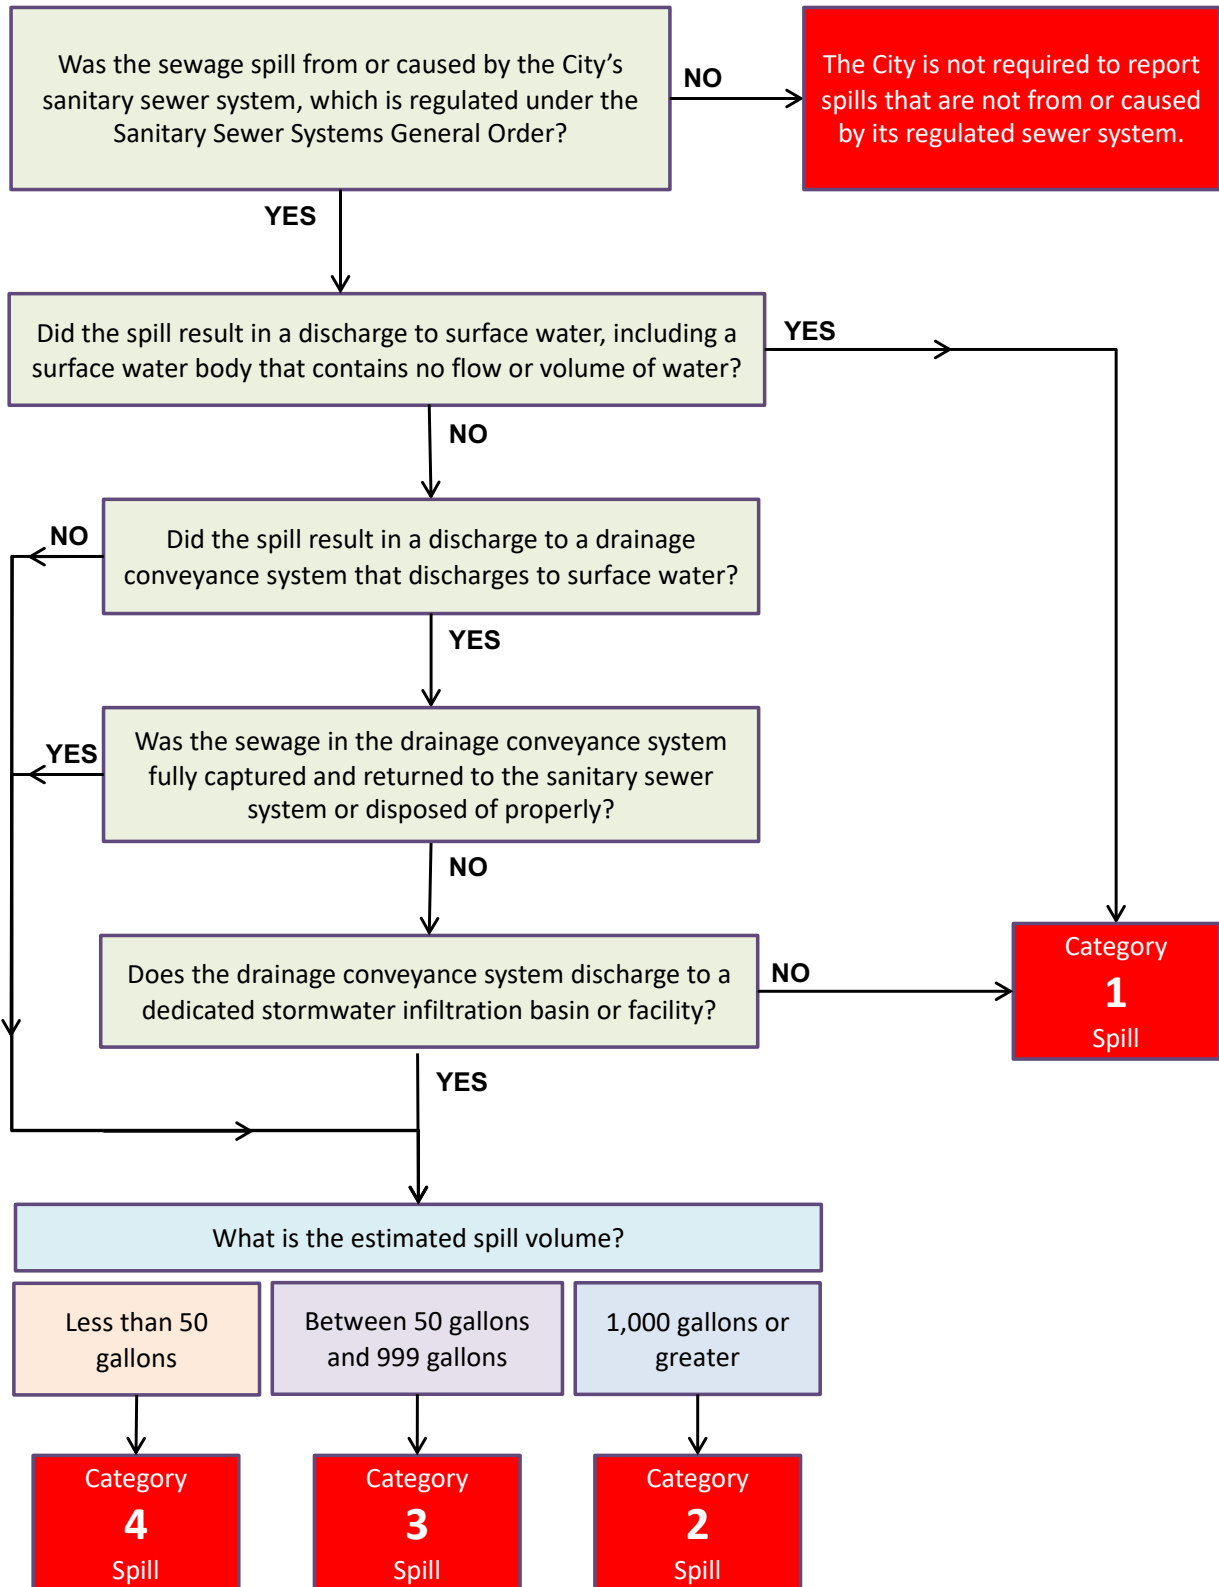 Was the sewage spill from or caused by the City’s
sanitary sewer system, which is regulated under the
Sanitary Sewer Systems General Order?
NO
The City is not required to report
spills that are not from or caused
by its regulated sewer system.
YES
Did the spill result in a discharge to surface water, including a
surface water body that contains no flow or volume of water?
YES
NO
NO
Did the spill result in a discharge to a drainage
conveyance system that discharges to surface water?
YES
YES
Was the sewage in the drainage conveyance system
fully captured and returned to the sanitary sewer
system or disposed of properly?
NO
Does the drainage conveyance system discharge to a
dedicated stormwater infiltration basin or facility?
NO
Category
1
Spill
YES
What is the estimated spill volume?
Less than 50
gallons
Between 50 gallons
and 999 gallons
1,000 gallons or
greater
Category
4
Spill
Category
3
Spill
Category
2
Spill